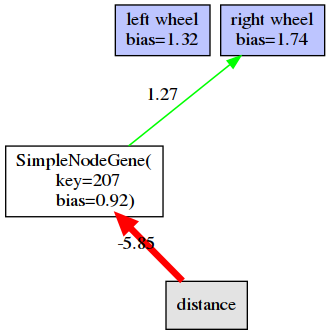 left wheel
bias=1.32
right wheel
bias=1.74
1.27
SimpleNodeGene(
key=207
bias=0.92)
-5.85
distance